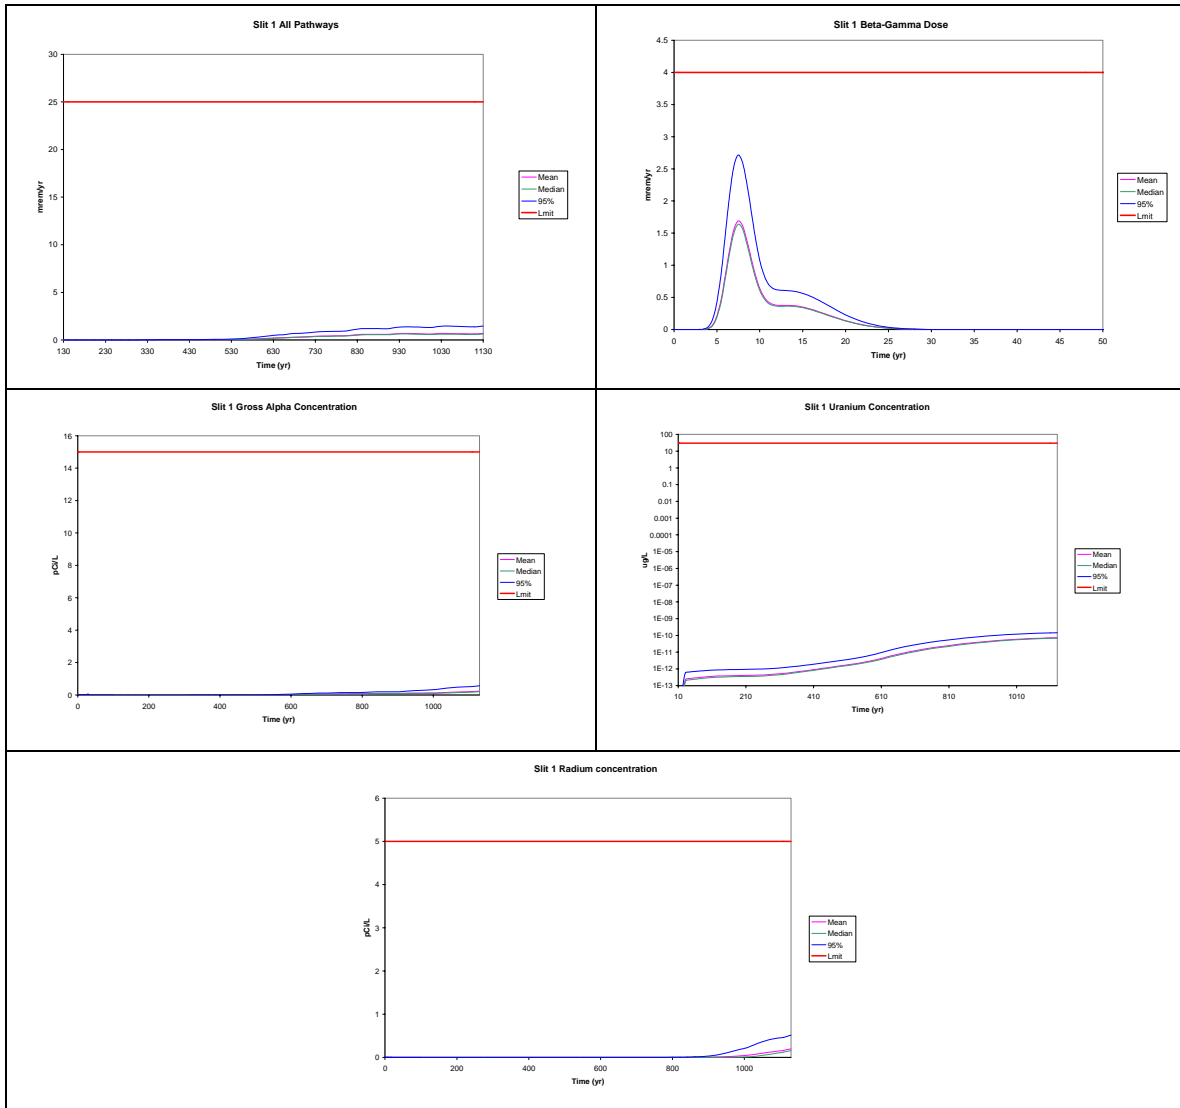 Slit 1 All Pathways
30
25
20
15
10
5
0
mrem/yr
130 230 330 430 530 630 730 830 930 1030 1130
Time (yr)
Mean
Median
95%
Lmit
Slit 1 Beta-Gamma Dose
4.5
4
3.5
3
2.5
2
1.5
1
0.5
0
mrem/yr
0 5 10 15 20 25 30 35 40 45 50
Time (yr)
Mean
Median
95%
Lmit
Slit 1 Gross Alpha Concentration
16
14
12
10
8
6
4
2
0
pCi/L
0 200 400 600 800 1000
Time (yr)
Mean
Median
95%
Lmit
Slit 1 Uranium Concentration
100
10
1
0.1
0.01
0.001
0.0001
1E-05
1E-06
1E-07
1E-08
1E-09
1E-10
1E-11
1E-12
1E-13
ug/L
10 210 410 610 810 1010
Time (yr)
Mean
Median
95%
Lmit
Slit 1 Radium concentration
6
5
4
3
2
1
0
pCi/L
0 200 400 600 800 1000
Time (yr)
Mean
Median
95%
Lmit